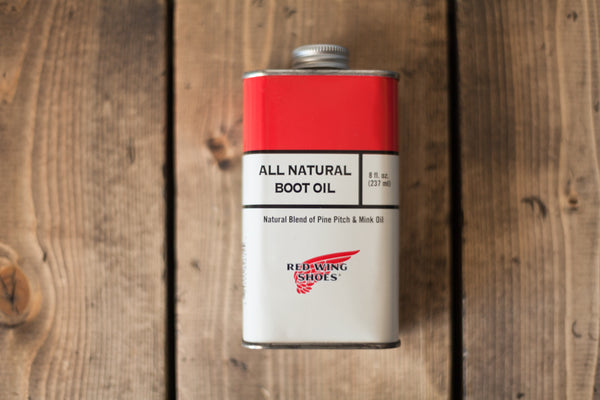 ALL NATURAL
BOOT OIL
8 fl. oz.
(237 ml)
Natural Blend of Pine Pitch & Mink Oil
RED WING
SHOES